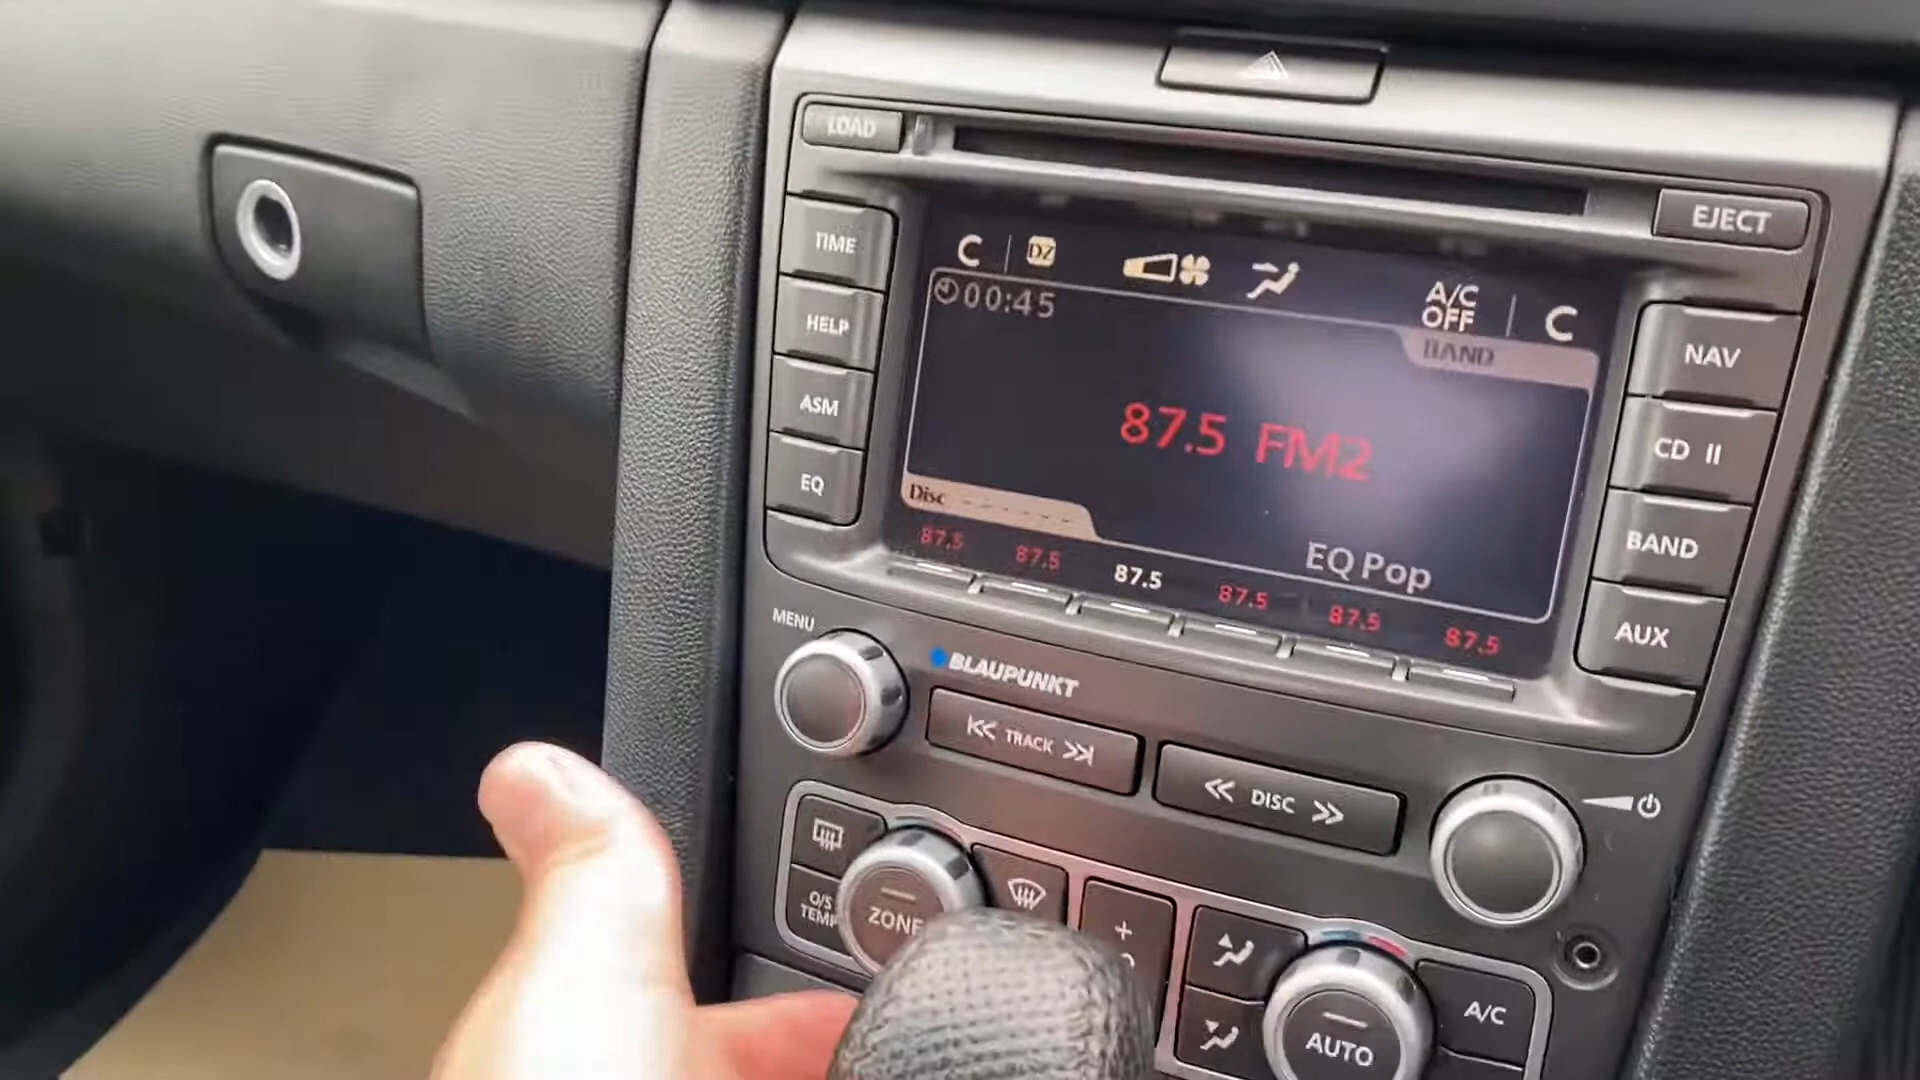 LOAD
EJECT
TIME
HELP
ASM
EQ
C DZ A/C OFF C
00:45
BAND
87.5 FM2
Disc - - - - - -
EQ Pop
87.5 87.5 87.5 87.5 87.5 87.5
NAV
CD II
BAND
AUX
MENU
BLAUPUNKT
TRACK
DISC
O/S
TEMP
ZONE
+
AUTO
A/C